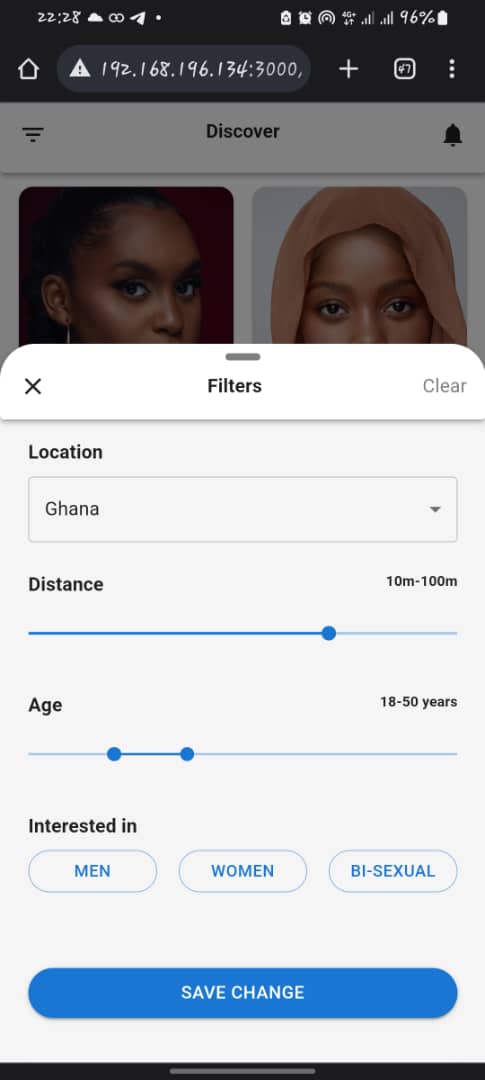 22:28 96%
192.168.196.134:3000, 47
Discover
Filters Clear
Location
Ghana
Distance 10m-100m
Age 18-50 years
Interested in
MEN WOMEN BI-SEXUAL
SAVE CHANGE